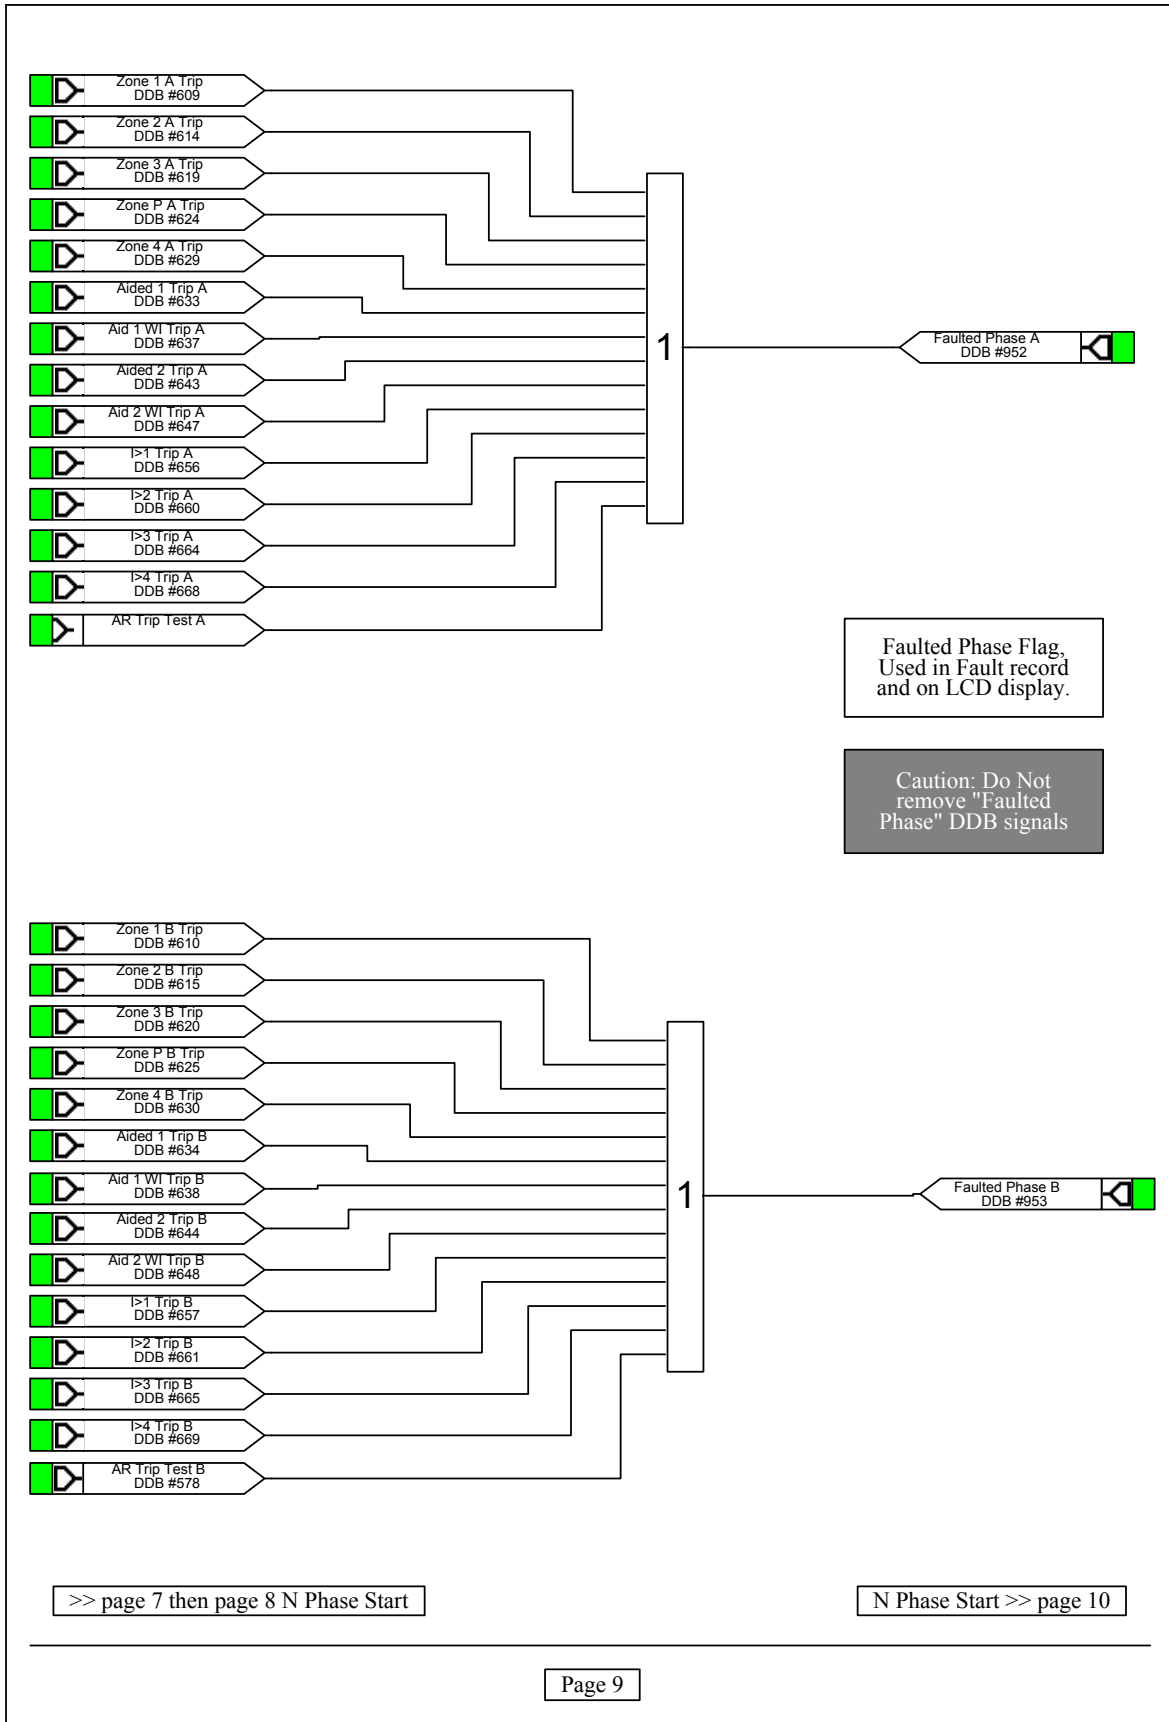 Zone 1 A Trip
DDB #609
Zone 2 A Trip
DDB #614
Zone 3 A Trip
DDB #619
Zone P A Trip
DDB #624
Zone 4 A Trip
DDB #629
Aided 1 Trip A
DDB #633
Aid 1 WI Trip A
DDB #637
Aided 2 Trip A
DDB #643
Aid 2 WI Trip A
DDB #647
I>1 Trip A
DDB #656
I>2 Trip A
DDB #660
I>3 Trip A
DDB #664
I>4 Trip A
DDB #668
AR Trip Test A
1
Faulted Phase A
DDB #952
Faulted Phase Flag,
Used in Fault record
and on LCD display.
Caution: Do Not
remove "Faulted
Phase" DDB signals
Zone 1 B Trip
DDB #610
Zone 2 B Trip
DDB #615
Zone 3 B Trip
DDB #620
Zone P B Trip
DDB #625
Zone 4 B Trip
DDB #630
Aided 1 Trip B
DDB #634
Aid 1 WI Trip B
DDB #638
Aided 2 Trip B
DDB #644
Aid 2 WI Trip B
DDB #648
I>1 Trip B
DDB #657
I>2 Trip B
DDB #661
I>3 Trip B
DDB #665
I>4 Trip B
DDB #669
AR Trip Test B
DDB #578
1
Faulted Phase B
DDB #953
>> page 7 then page 8 N Phase Start
N Phase Start >> page 10
Page 9